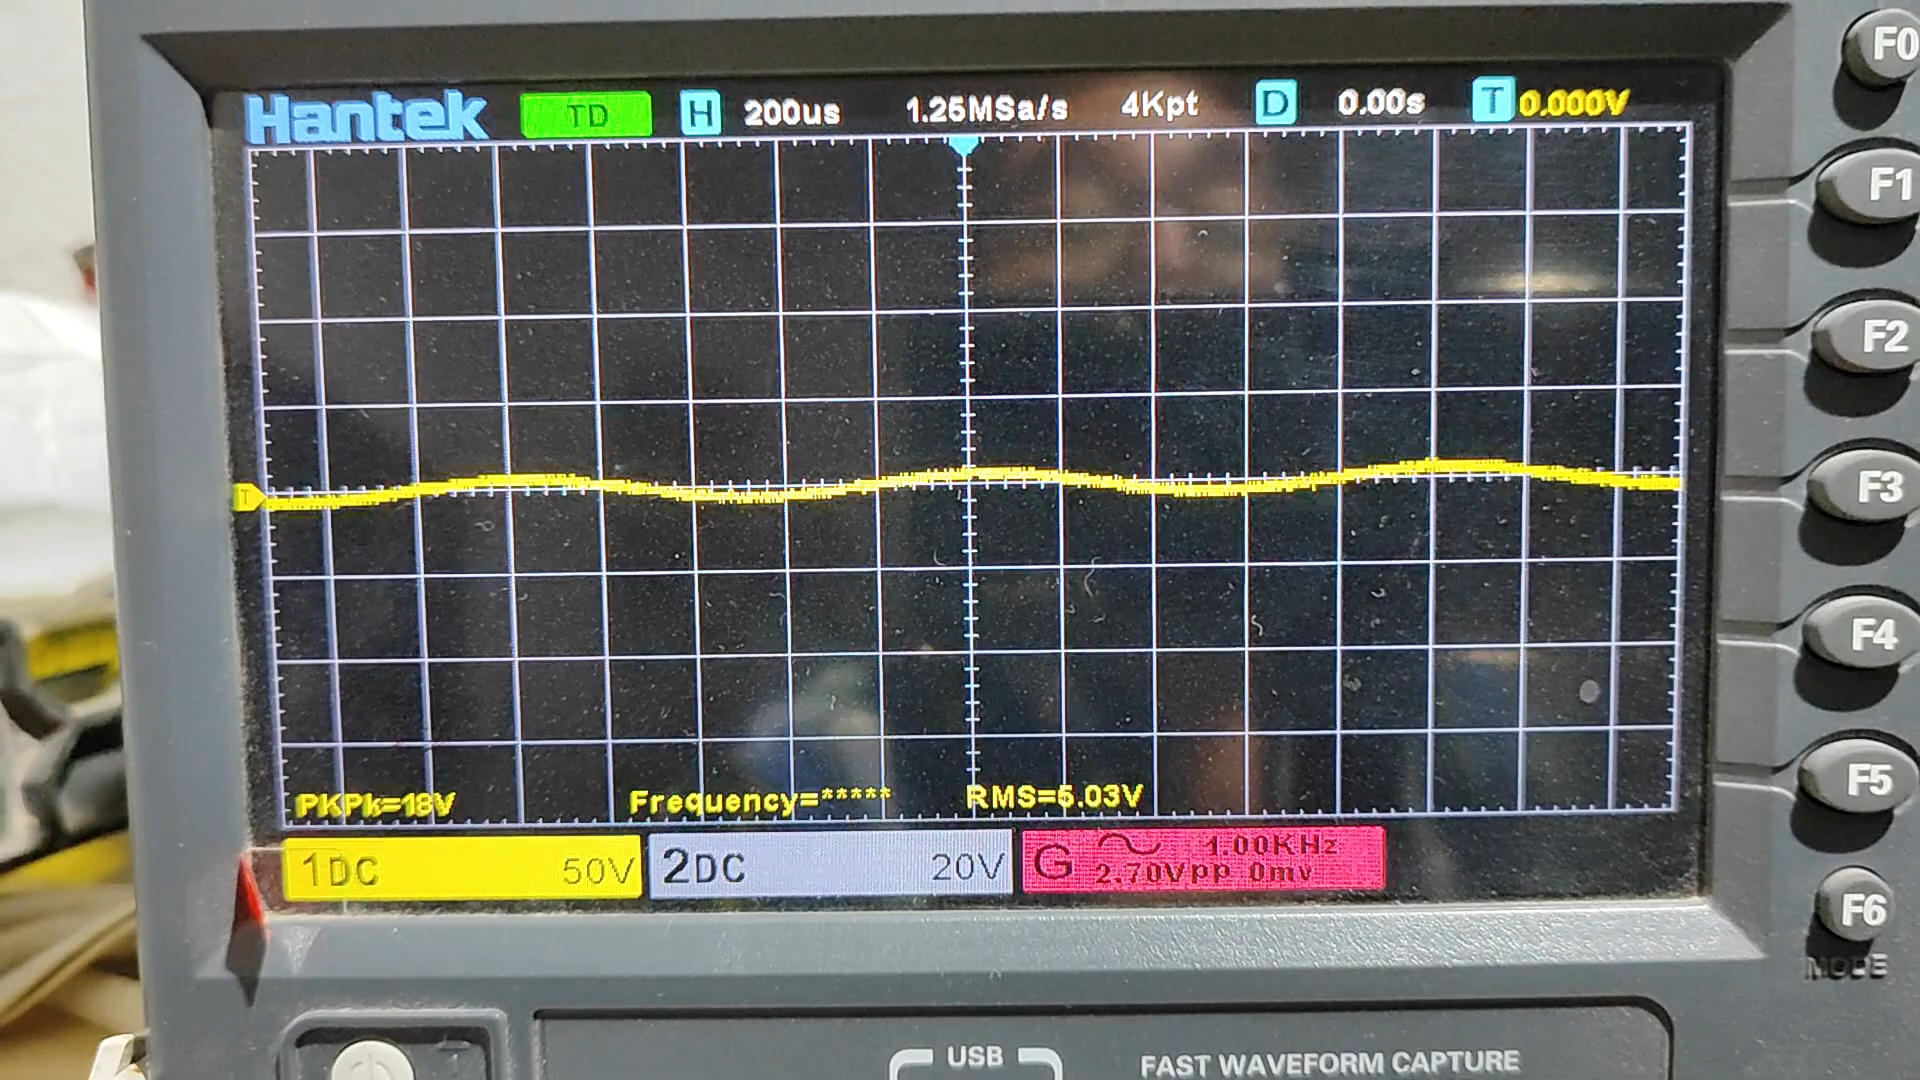 Hantek TD H 200us 1.25MSa/s 4Kpt D 0.00s T 0.000V
T
PKPk=18V Frequency=***** RMS=5.03V
1DC 50V 2DC 20V G 1.00KHz
2.70Vpp 0mv
F0
F1
F2
F3
F4
F5
F6
MODE
USB FAST WAVEFORM CAPTURE